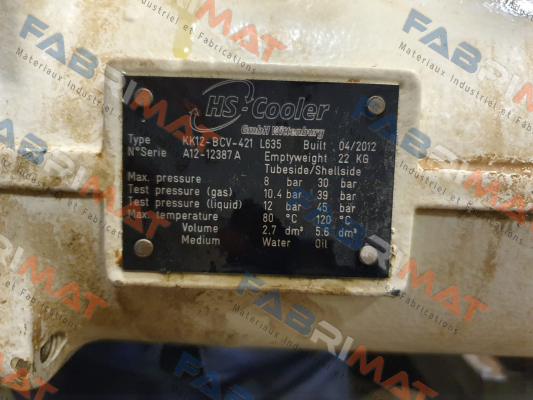 HS-Cooler
GmbH Wittenburg
Type KK12-BCV-421 L635 Built 04/2012
N°Serie A12-12387A Emptyweight 22 KG
Tubeside/Shellside
Max. pressure 8 bar 30 bar
Test pressure (gas) 10.4 bar 39 bar
Test pressure (liquid) 12 bar 45 bar
Max. temperature 80 °C 120 °C
Volume 2.7 dm³ 5.6 dm³
Medium Water Oil
FABRIMAT
Materiaux Industriel et Fabrications